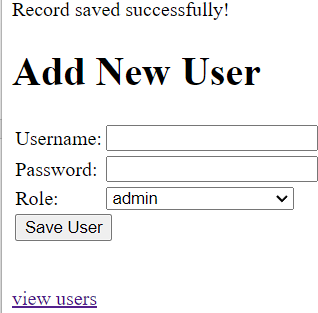 Record saved successfully!
Add New User
Username:
Password:
Role: admin
Save User
view users